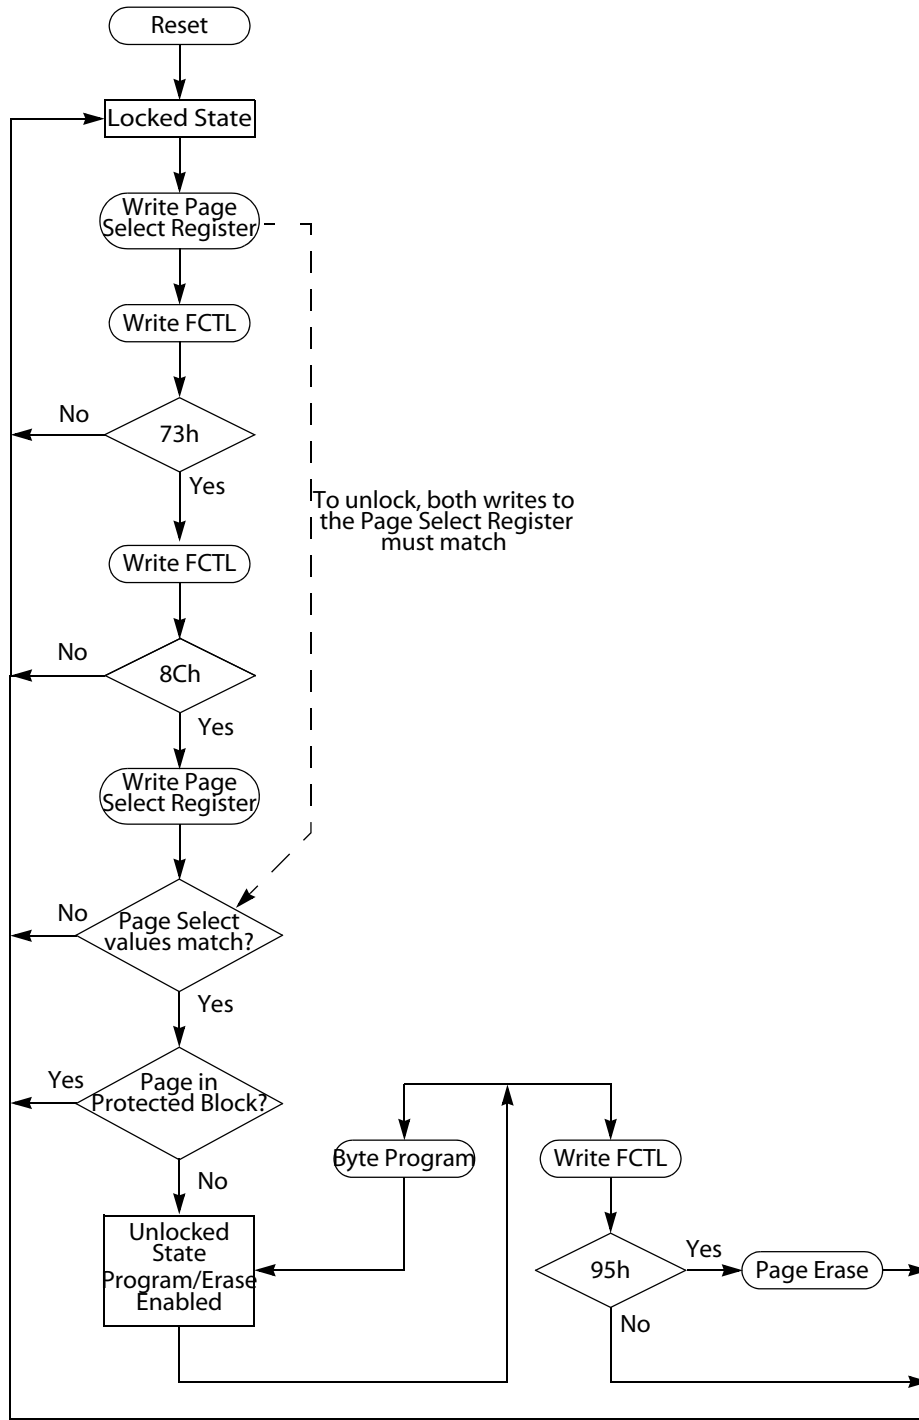 Reset
Locked State
Write Page
Select Register
Write FCTL
No
73h
Yes
To unlock, both writes to
the Page Select Register
must match
Write FCTL
No
8Ch
Yes
Write Page
Select Register
No
Page Select
values match?
Yes
Yes
Page in
Protected Block?
No
Byte Program
Write FCTL
Unlocked
State
Program/Erase
Enabled
95h
Yes
Page Erase
No